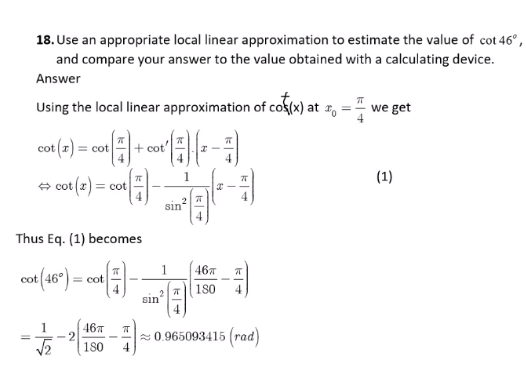 18. Use an appropriate local linear approximation to estimate the value of cot 46°,
and compare your answer to the value obtained with a calculating device.
Answer
Using the local linear approximation of cos(x) at x₀ = π/4 we get
t
cot(x) = cot(π/4) + cot′(π/4).(x − π/4)
⇔ cot(x) = cot(π/4) − 1/sin²(π/4) (x − π/4) (1)
Thus Eq. (1) becomes
cot(46°) = cot(π/4) − 1/sin²(π/4) (46π/180 − π/4)
= 1/√2 − 2(46π/180 − π/4) ≈ 0.965093415 (rad)